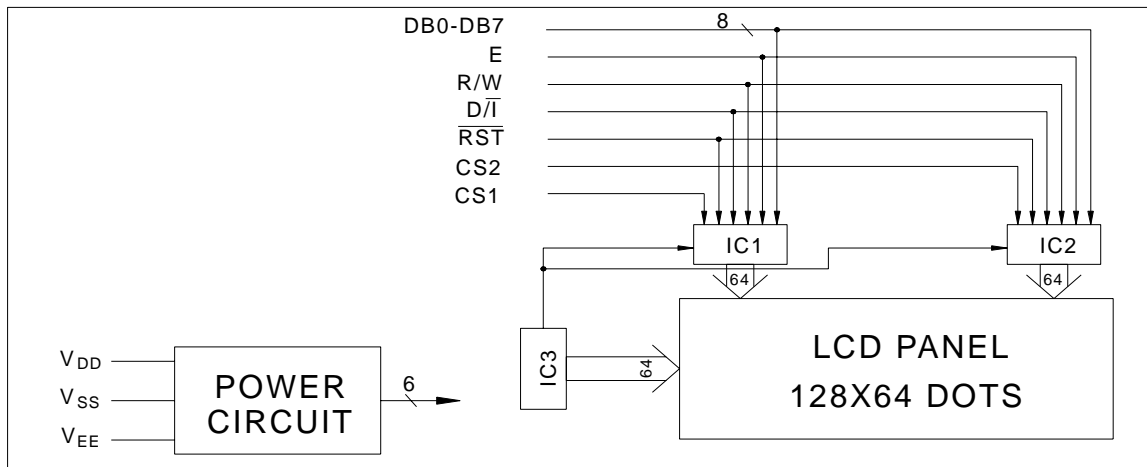 DB0-DB7 8
E
R/W
D/I̅
R̅S̅T̅
CS2
CS1
IC1 IC2
64 64
IC3
64
LCD PANEL
128X64 DOTS
VDD
VSS
VEE
POWER
CIRCUIT
6